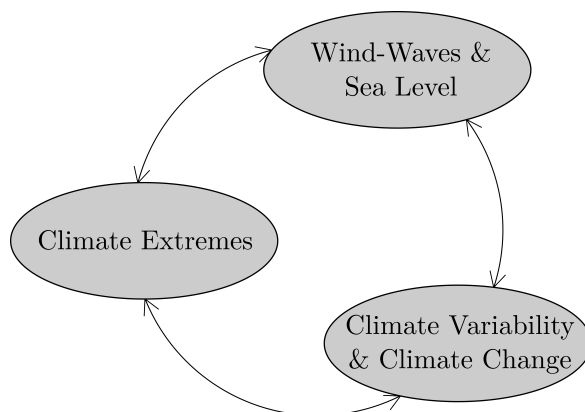 Wind-Waves &
Sea Level
Climate Extremes
Climate Variability
& Climate Change